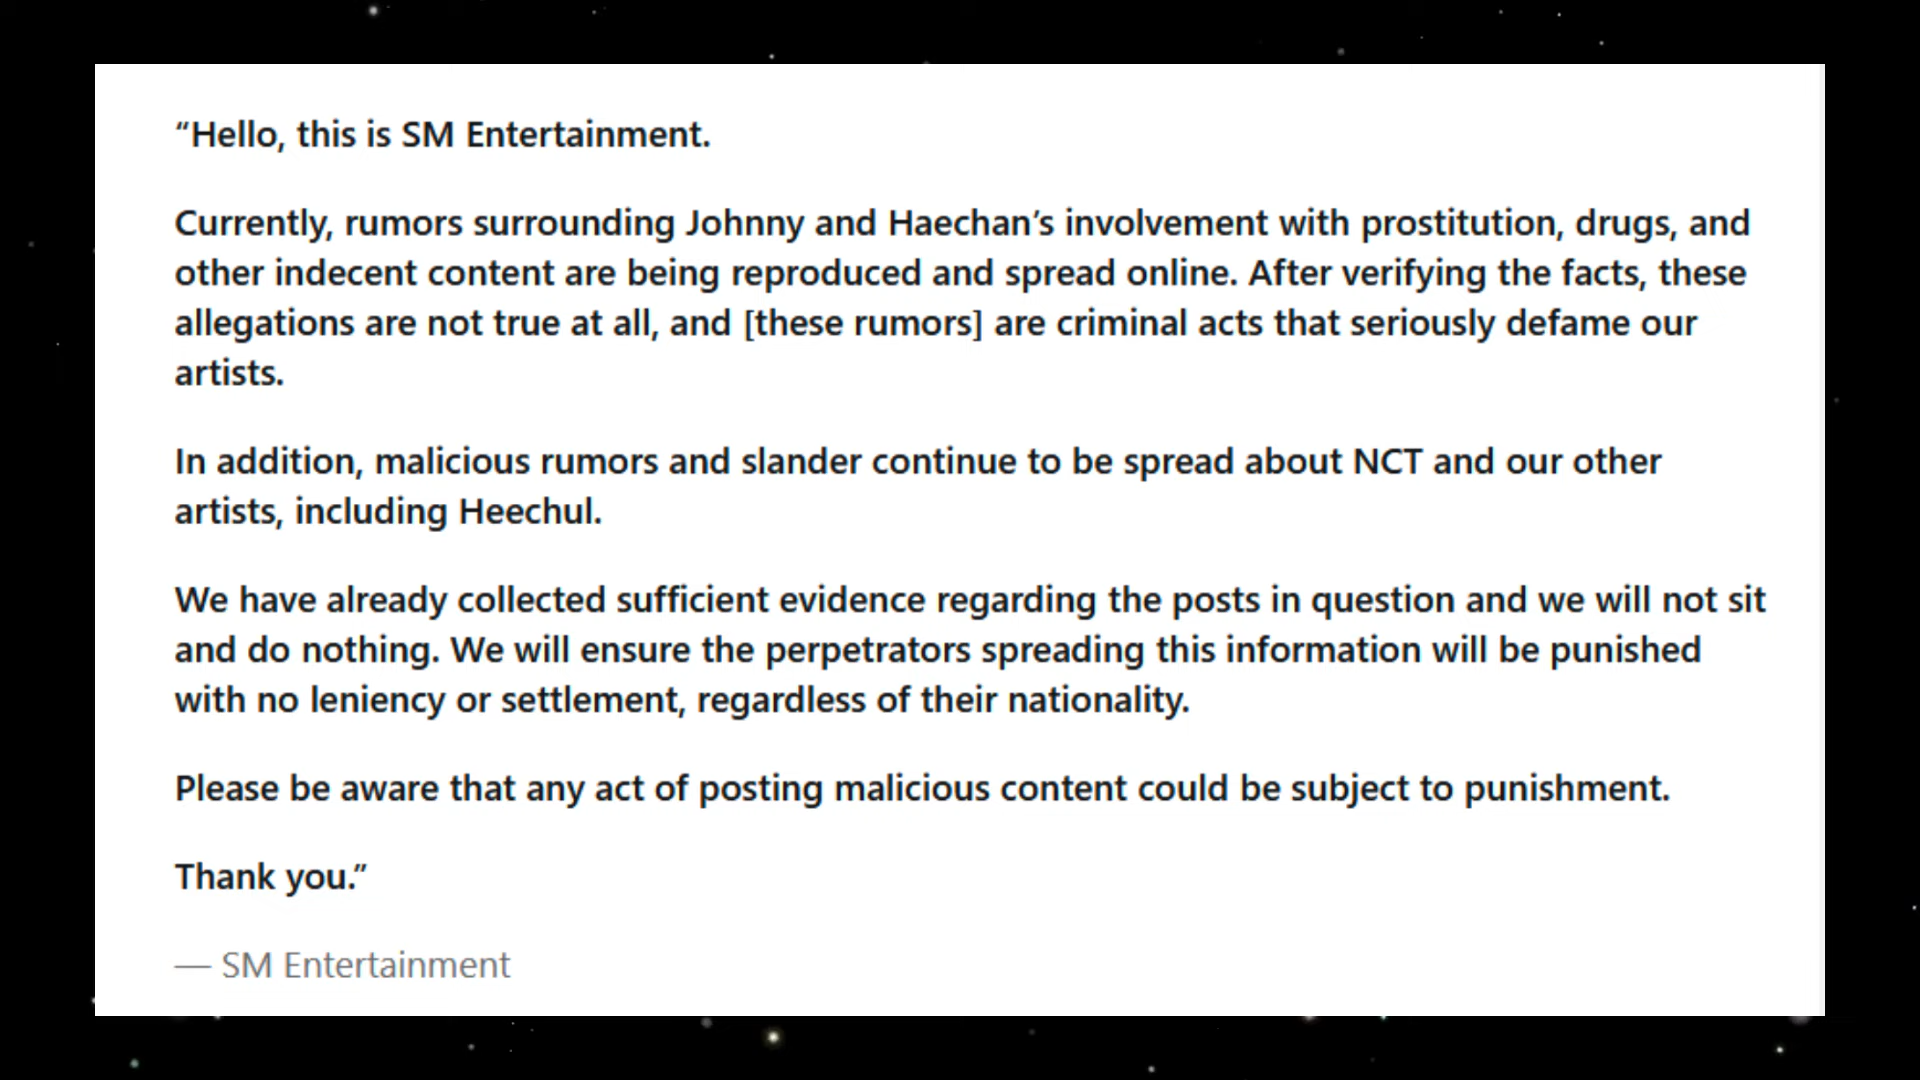 “Hello, this is SM Entertainment.
Currently, rumors surrounding Johnny and Haechan’s involvement with prostitution, drugs, and
other indecent content are being reproduced and spread online. After verifying the facts, these
allegations are not true at all, and [these rumors] are criminal acts that seriously defame our
artists.
In addition, malicious rumors and slander continue to be spread about NCT and our other
artists, including Heechul.
We have already collected sufficient evidence regarding the posts in question and we will not sit
and do nothing. We will ensure the perpetrators spreading this information will be punished
with no leniency or settlement, regardless of their nationality.
Please be aware that any act of posting malicious content could be subject to punishment.
Thank you.”
— SM Entertainment